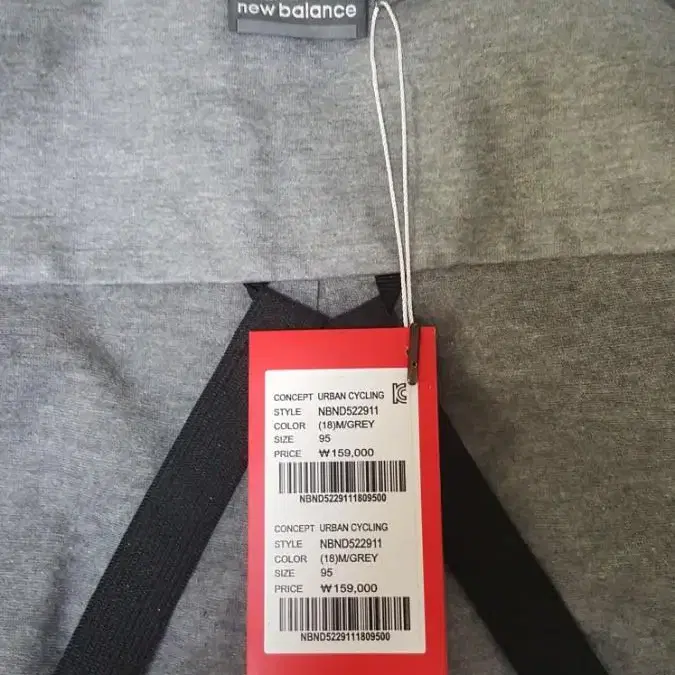 new balance
CONCEPT URBAN CYCLING
STYLE NBND522911
COLOR (18)M/GREY
SIZE 95
PRICE ₩159,000
NBND5229111809500
CONCEPT URBAN CYCLING
STYLE NBND522911
COLOR (18)M/GREY
SIZE 95
PRICE ₩159,000
NBND5229111809500